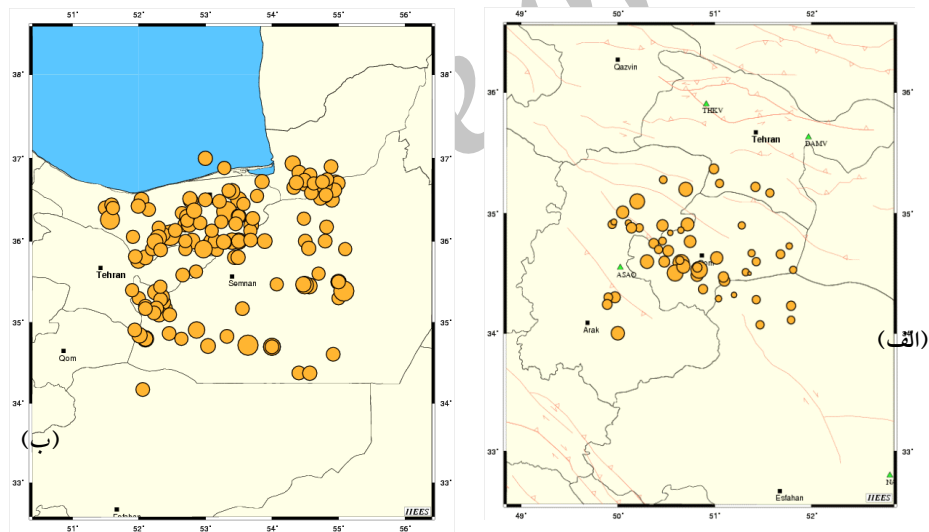 38°
37°
36°
35°
34°
33°
51°
52°
53°
54°
55°
56°
Tehran
Semnan
Qom
IIEES
(ب)
36°
35°
34°
33°
49°
50°
51°
52°
Qazvin
THKV
Tehran
DAMV
ASAO
Arak
Esfahan
IIEES
(الف)